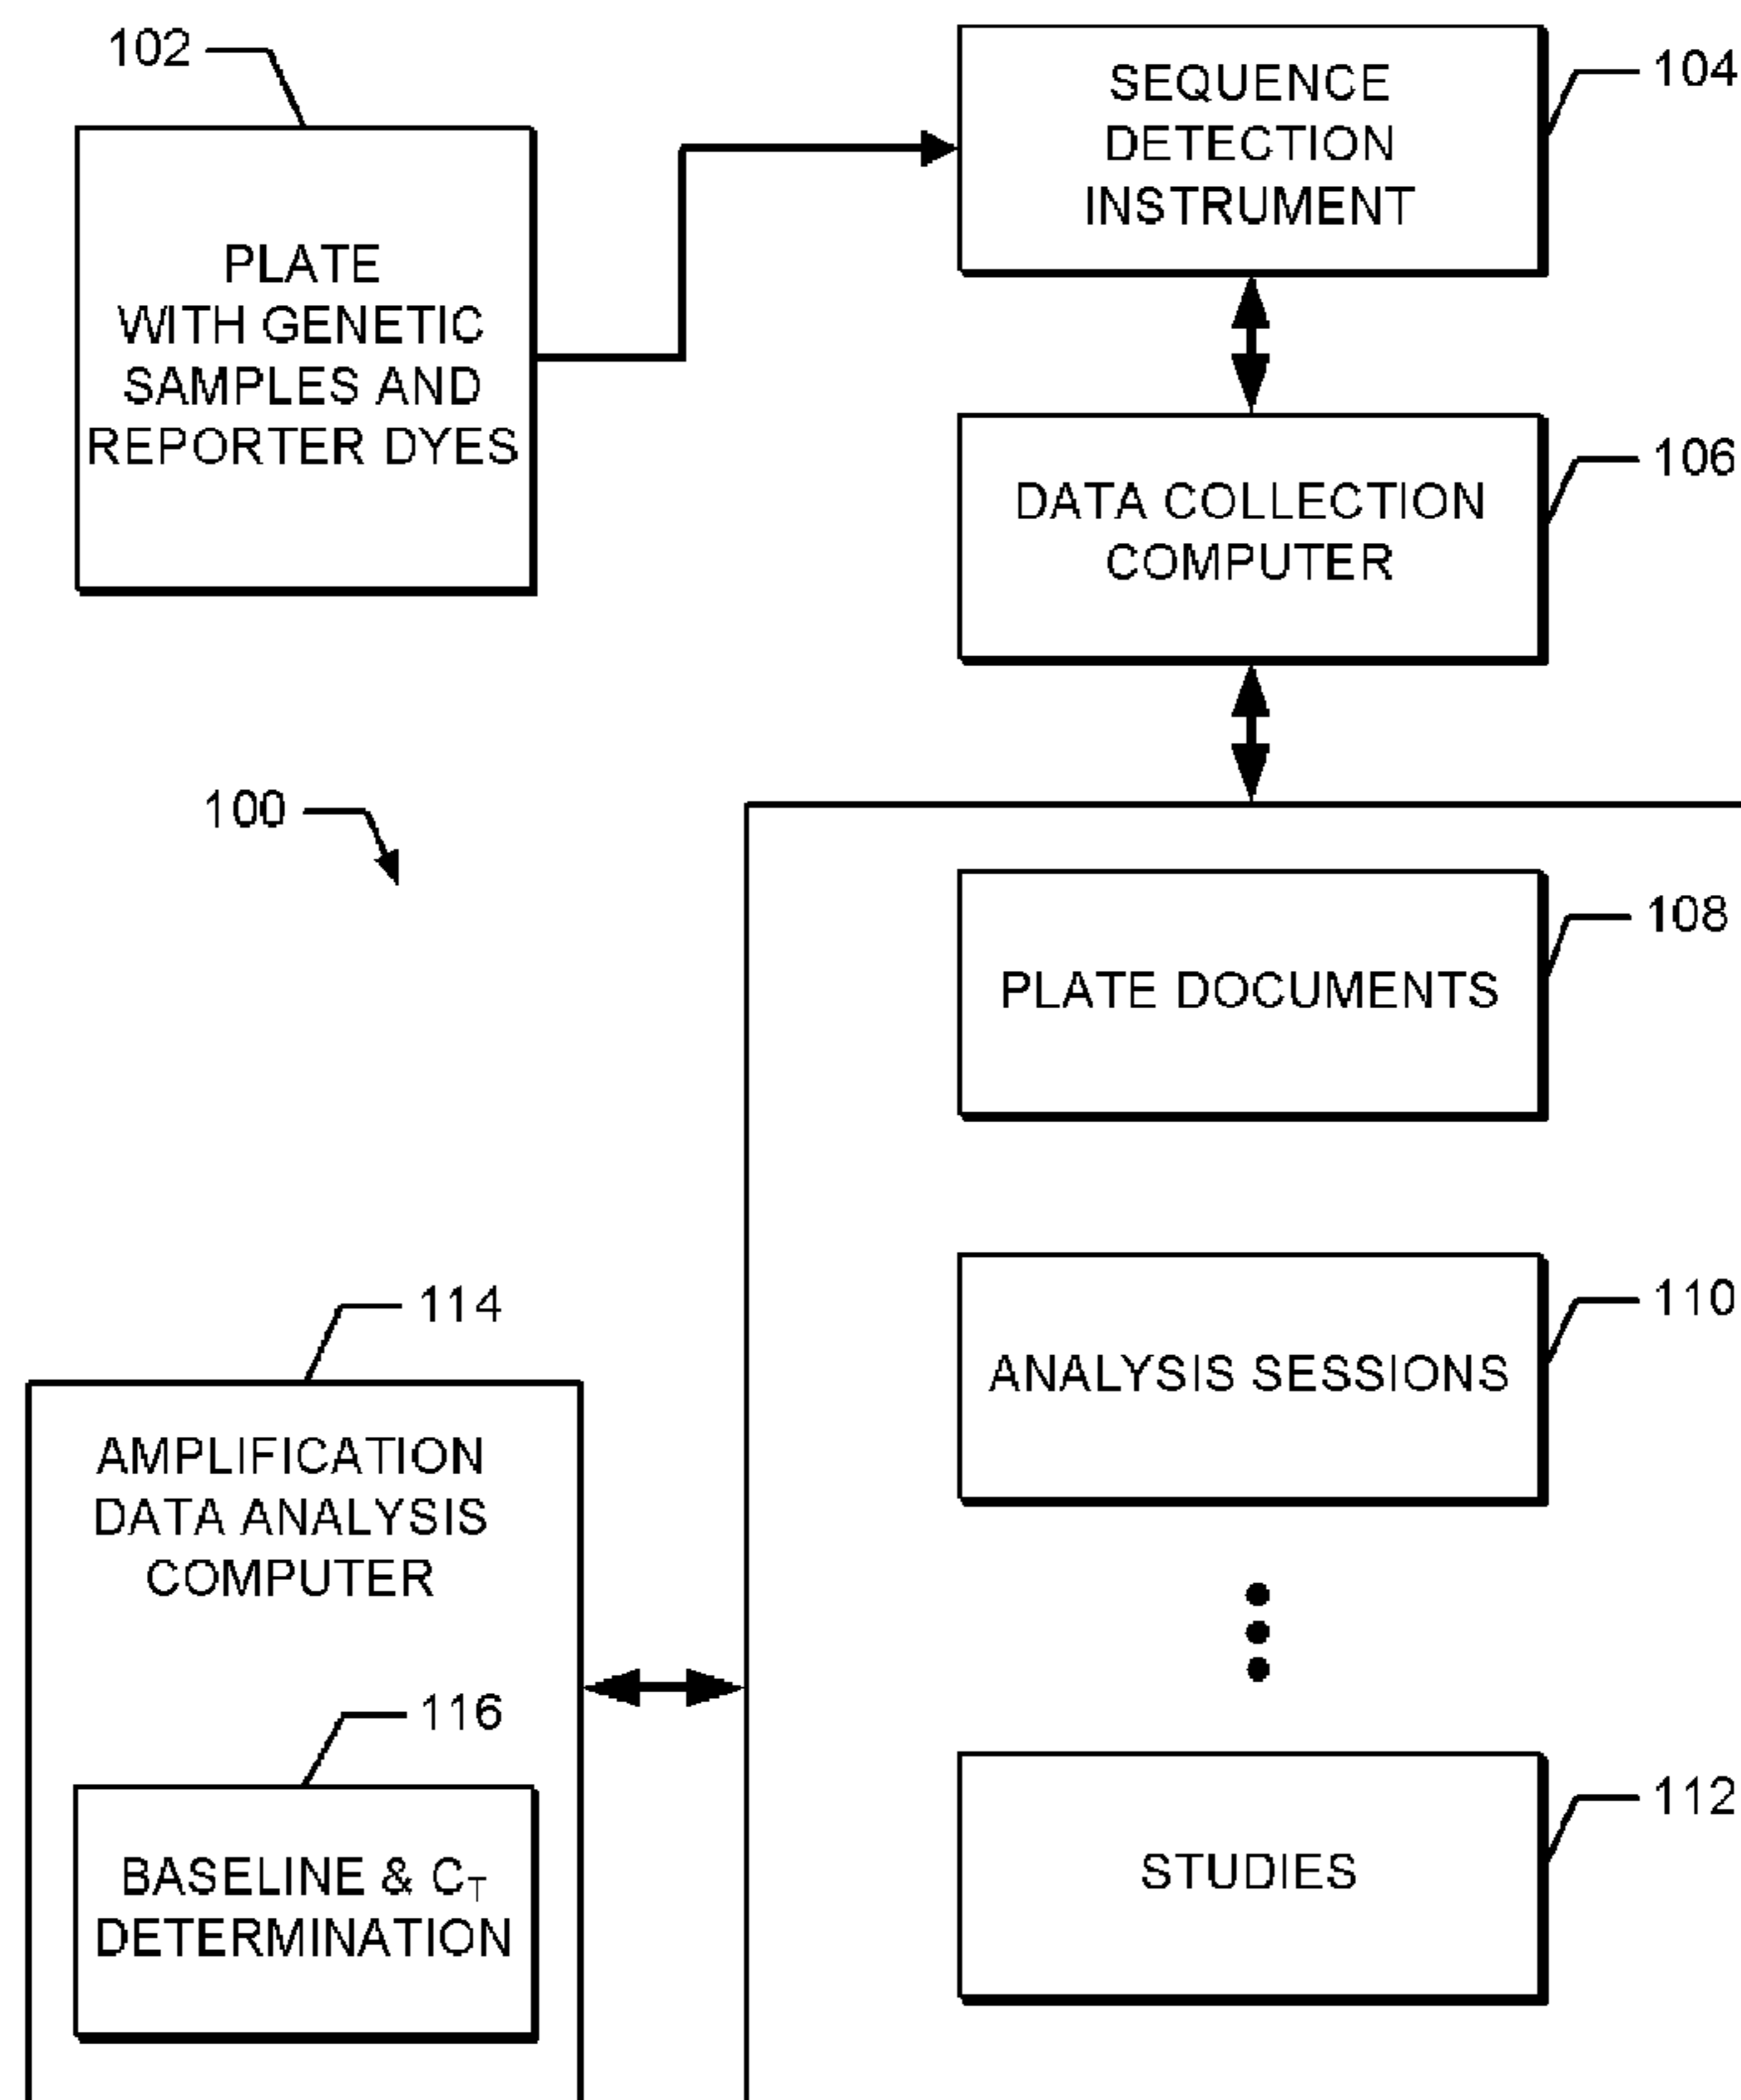 102
PLATE
WITH GENETIC
SAMPLES AND
REPORTER DYES
SEQUENCE
DETECTION
INSTRUMENT
104
DATA COLLECTION
COMPUTER
106
100
PLATE DOCUMENTS
108
ANALYSIS SESSIONS
110
STUDIES
112
114
AMPLIFICATION
DATA ANALYSIS
COMPUTER
116
BASELINE & CT
DETERMINATION